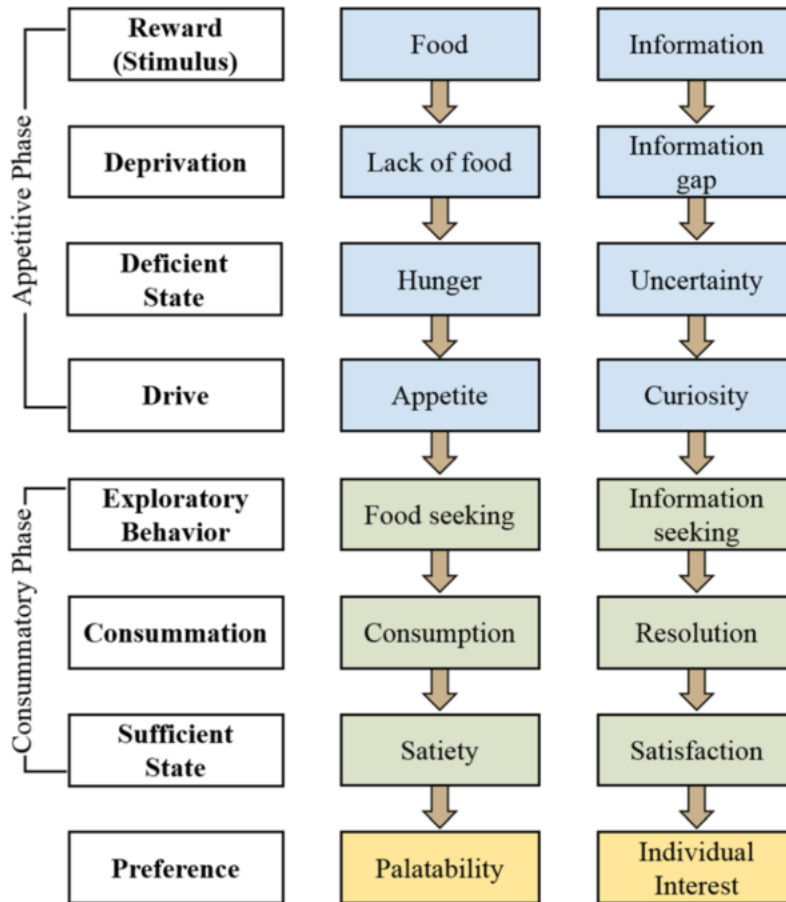 Appetitive Phase
Reward
(Stimulus)
Food
Information
Deprivation
Lack of food
Information
gap
Deficient
State
Hunger
Uncertainty
Drive
Appetite
Curiosity
Consummatory Phase
Exploratory
Behavior
Food seeking
Information
seeking
Consummation
Consumption
Resolution
Sufficient
State
Satiety
Satisfaction
Preference
Palatability
Individual
Interest